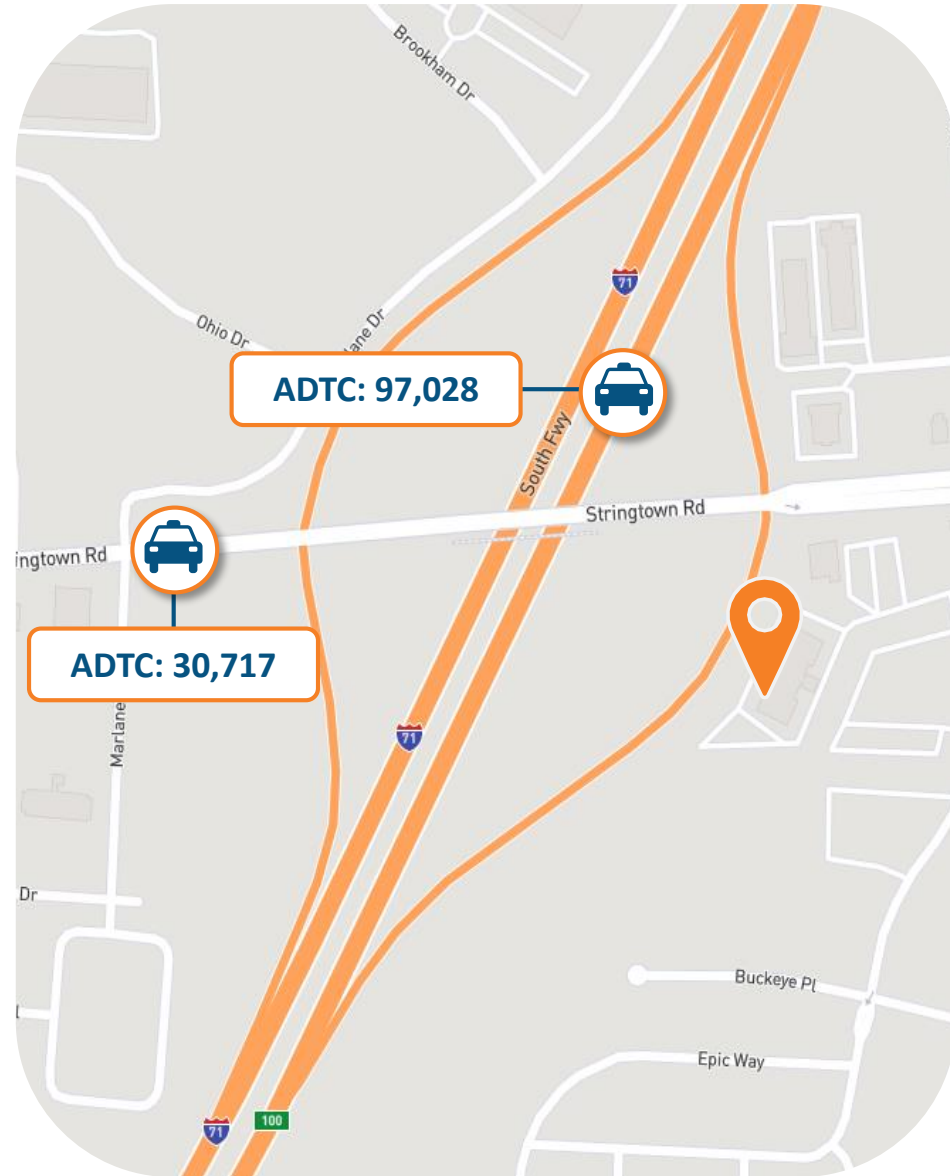 Brookham Dr
71
Ohio Dr
lane Dr
ADTC: 97,028
South Fwy
Stringtown Rd
ingtown Rd
ADTC: 30,717
Marlane
71
Dr
Buckeye Pl
l
Epic Way
100
71